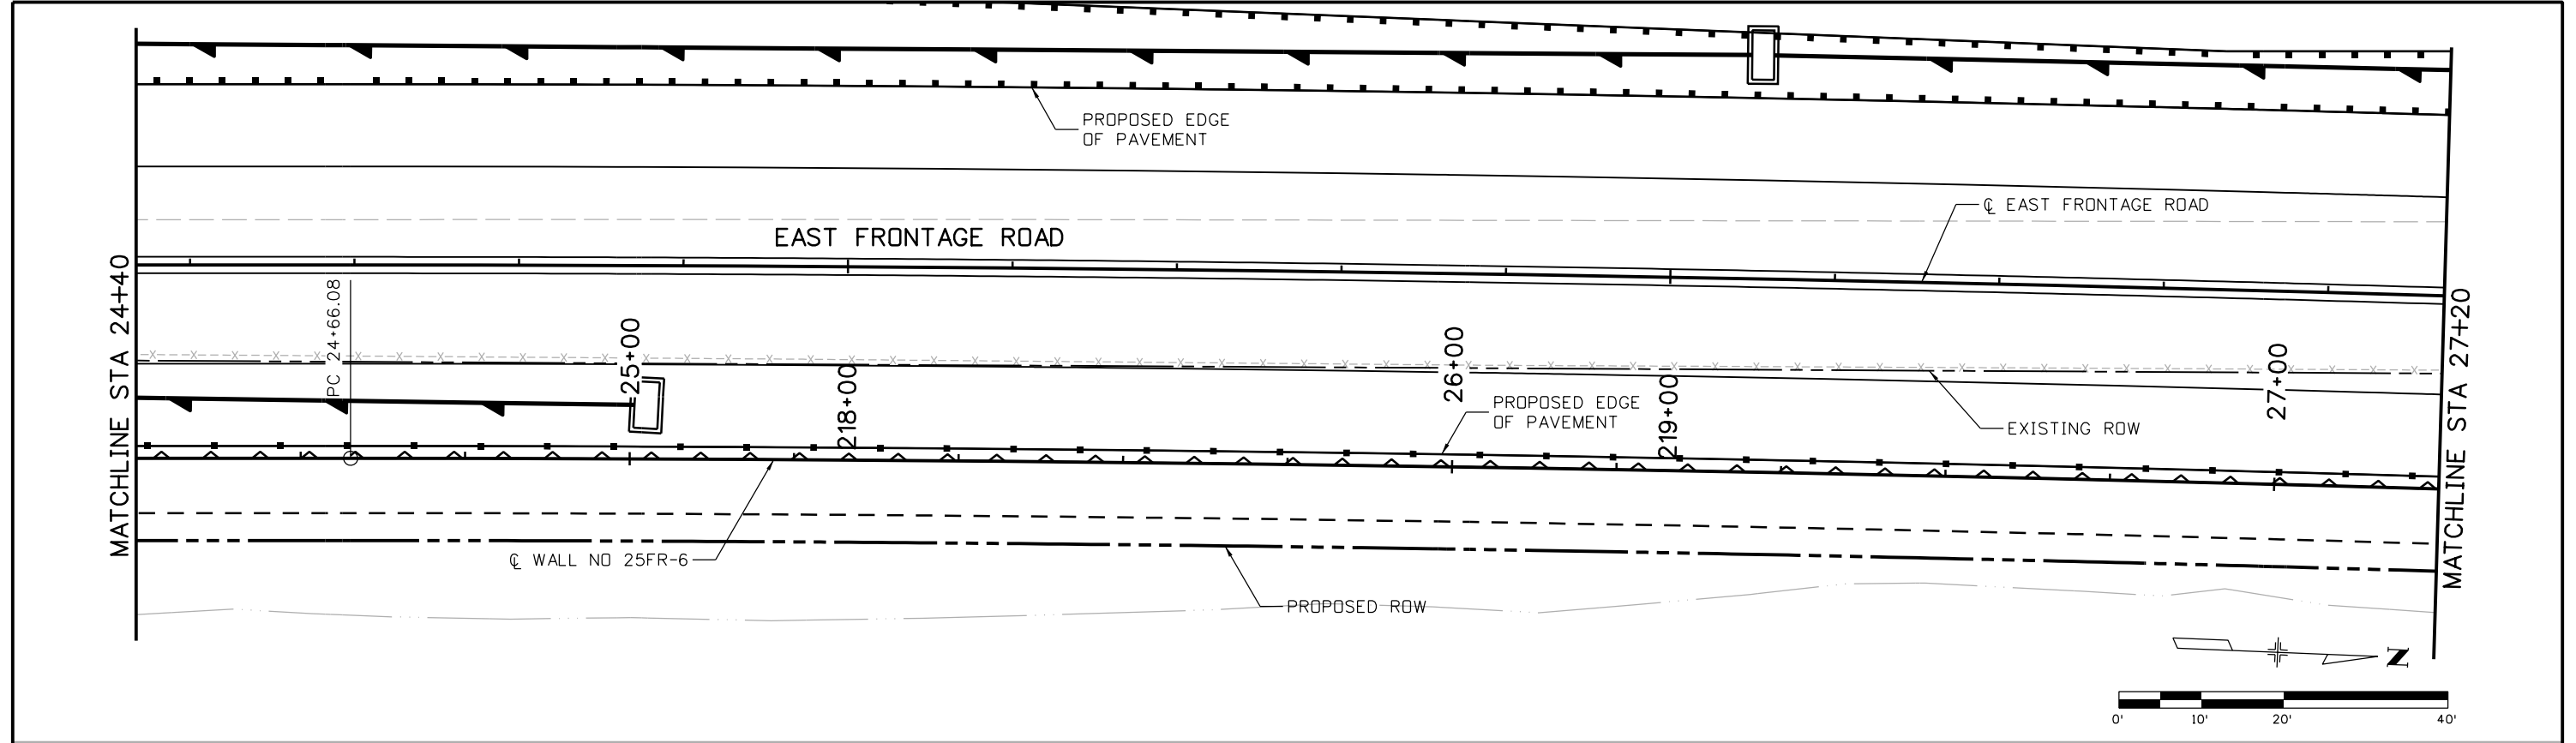 PROPOSED EDGE
OF PAVEMENT
℄ EAST FRONTAGE ROAD
EAST FRONTAGE ROAD
MATCHLINE STA 24+40
PC 24+66.08
25+00
218+00
26+00
219+00
27+00
MATCHLINE STA 27+20
PROPOSED EDGE
OF PAVEMENT
EXISTING ROW
℄ WALL NO 25FR-6
PROPOSED ROW
N
0' 10' 20' 40'